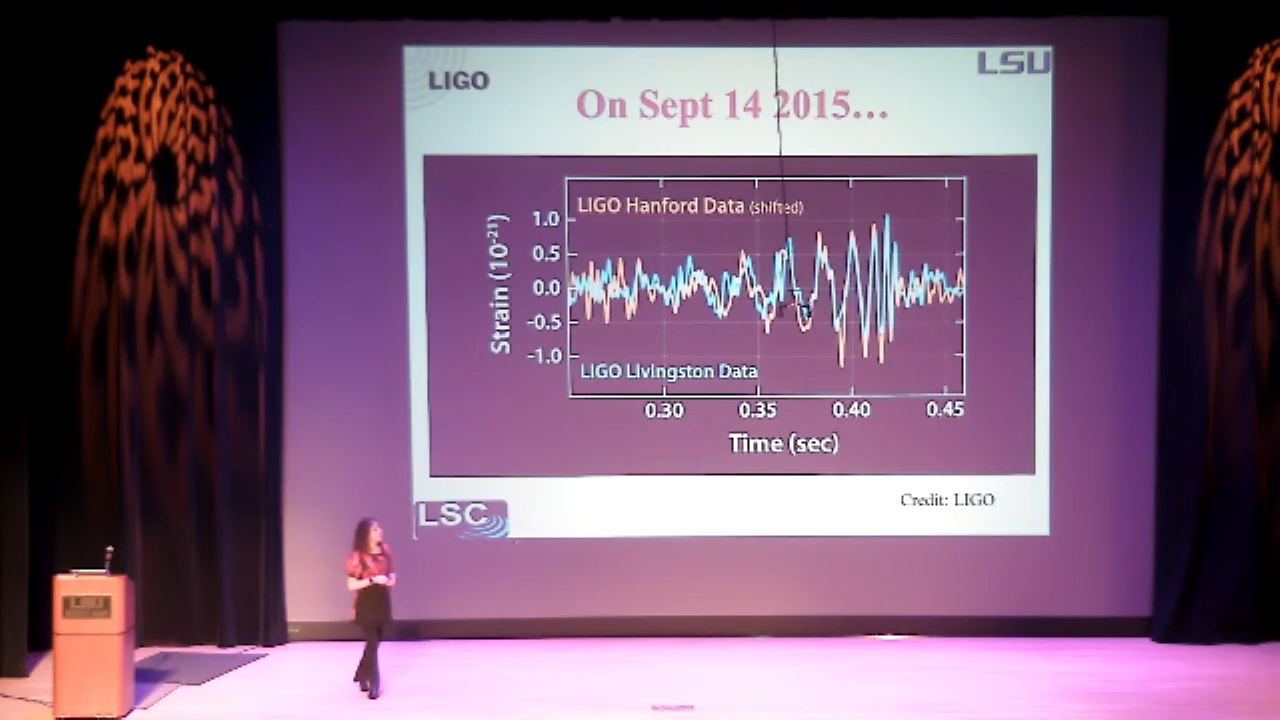 LIGO
LSU
On Sept 14 2015...
LIGO Hanford Data (shifted)
Strain (10⁻²¹)
1.0
0.5
0.0
-0.5
-1.0
LIGO Livingston Data
0.30 0.35 0.40 0.45
Time (sec)
Credit: LIGO
LSC
LSU